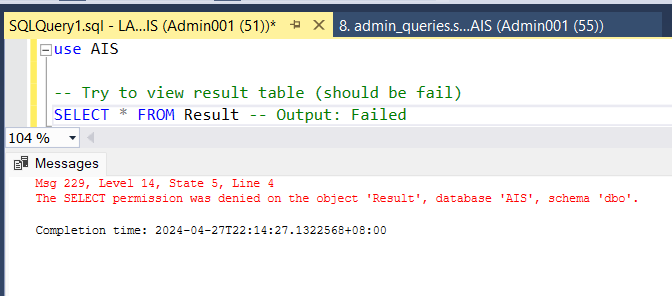 SQLQuery1.sql - LA...IS (Admin001 (51))*
8. admin_queries.s...AIS (Admin001 (55))
use AIS
-- Try to view result table (should be fail)
SELECT * FROM Result -- Output: Failed
104 %
Messages
Msg 229, Level 14, State 5, Line 4
The SELECT permission was denied on the object 'Result', database 'AIS', schema 'dbo'.
Completion time: 2024-04-27T22:14:27.1322568+08:00